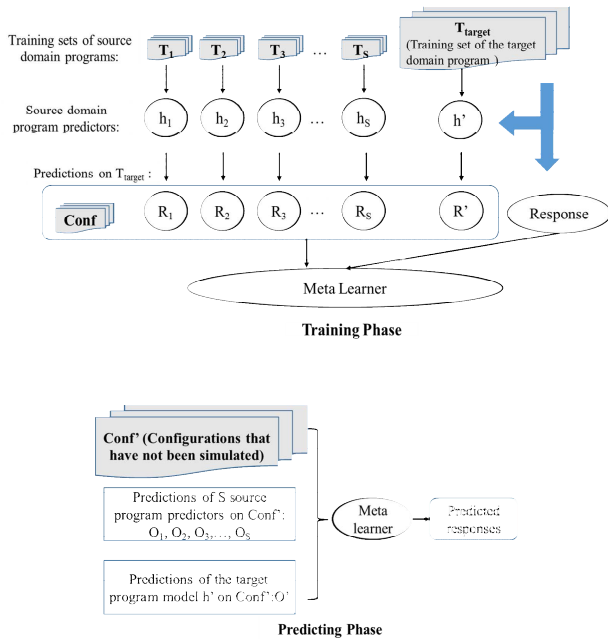 Training sets of source
domain programs:
T1 T2 T3 ... TS
Ttarget
(Training set of the target
domain program )
Source domain
program predictors:
h1 h2 h3 ... hS h'
Predictions on Ttarget :
Conf
R1 R2 R3 ... RS R'
Response
Meta Learner
Training Phase
Conf' (Configurations that
have not been simulated)
Predictions of S source
program predictors on Conf':
O1, O2, O3,..., OS
Predictions of the target
program model h' on Conf':O'
Meta
learner
Predicted
responses
Predicting Phase